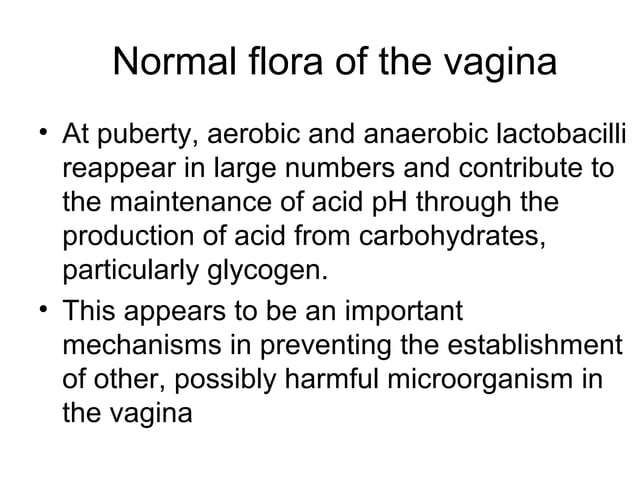 Normal flora of the vagina
• At puberty, aerobic and anaerobic lactobacilli
reappear in large numbers and contribute to
the maintenance of acid pH through the
production of acid from carbohydrates,
particularly glycogen.
• This appears to be an important
mechanisms in preventing the establishment
of other, possibly harmful microorganism in
the vagina